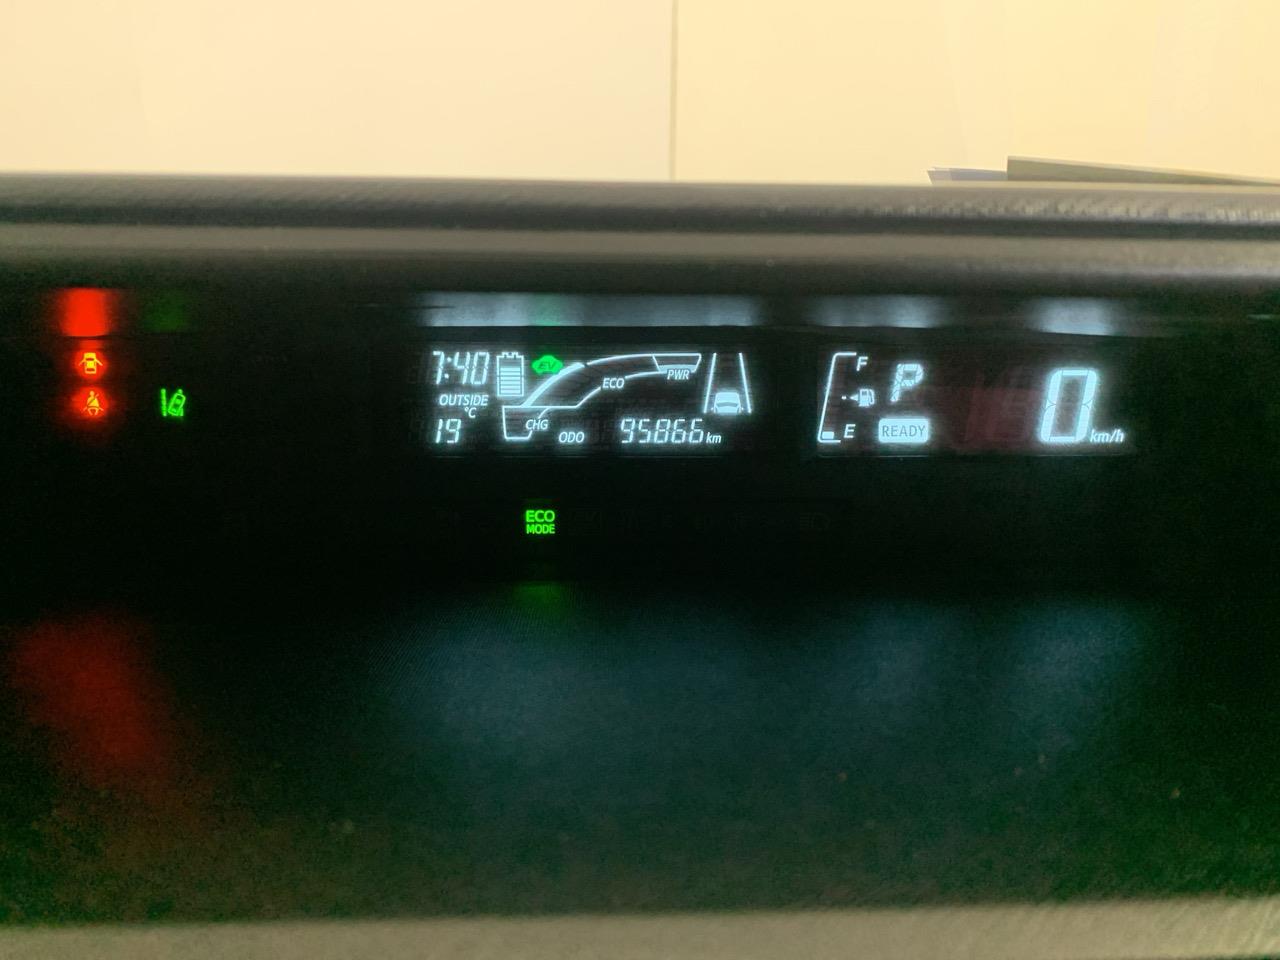 7:40
EV
OUTSIDE
°C
19
ECO
PWR
CHG
ODO
95866 km
F
E
P
READY
0 km/h
ECO
MODE